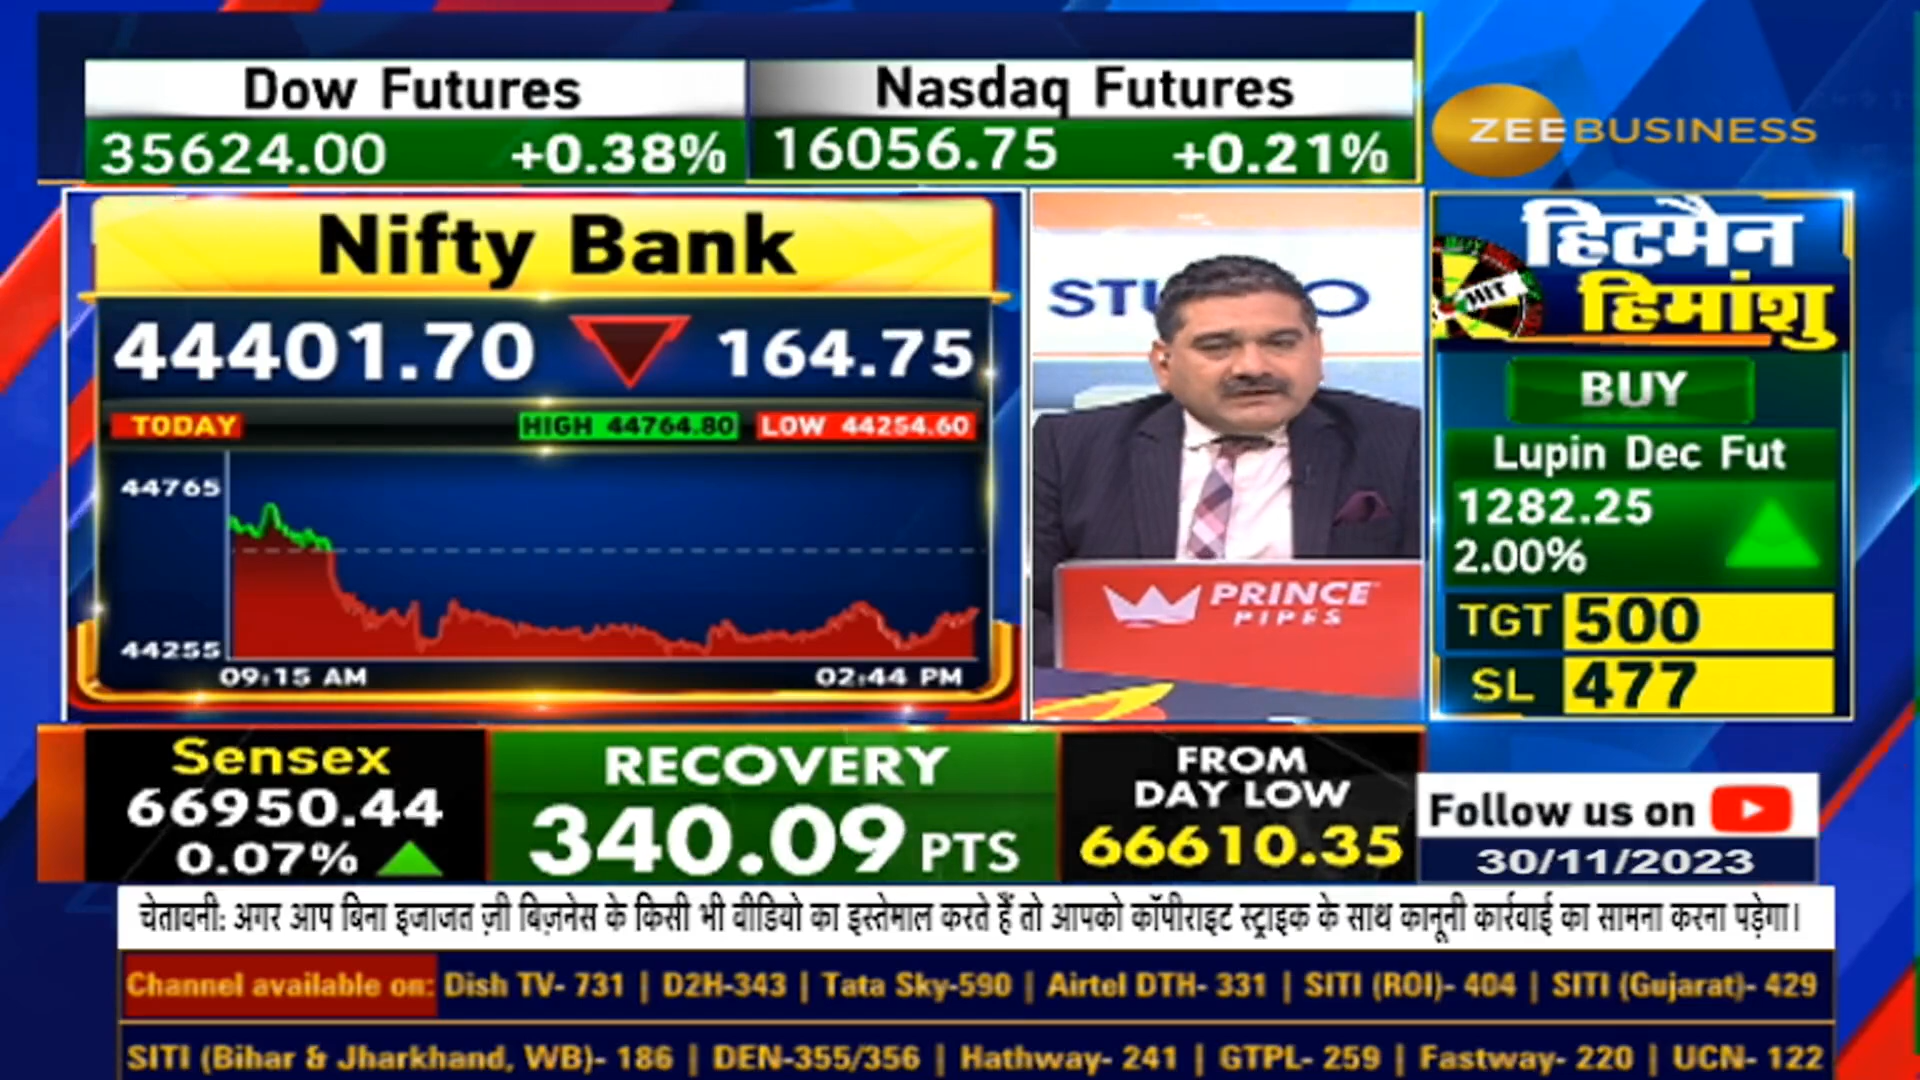 Dow Futures
35624.00 +0.38%
Nasdaq Futures
16056.75 +0.21%
ZEEBUSINESS
Nifty Bank
44401.70 164.75
TODAY HIGH 44764.80 LOW 44254.60
44765
44255
09:15 AM 02:44 PM
PRINCE
PIPES
हिटमैन
HIT
हिमांशु
BUY
Lupin Dec Fut
1282.25
2.00%
TGT 500
SL 477
Sensex
66950.44
0.07%
RECOVERY
340.09 PTS
FROM
DAY LOW
66610.35
Follow us on
30/11/2023
चेतावनी: अगर आप बिना इजाजत ज़ी बिज़नेस के किसी भी वीडियो का इस्तेमाल करते हैं तो आपको कॉपीराइट स्ट्राइक के साथ कानूनी कार्रवाई का सामना करना पड़ेगा।
Channel available on: Dish TV- 731 | D2H-343 | Tata Sky-590 | Airtel DTH- 331 | SITI (ROI)- 404 | SITI (Gujarat)- 429
SITI (Bihar & Jharkhand, WB)- 186 | DEN-355/356 | Hathway- 241 | GTPL- 259 | Fastway- 220 | UCN- 122